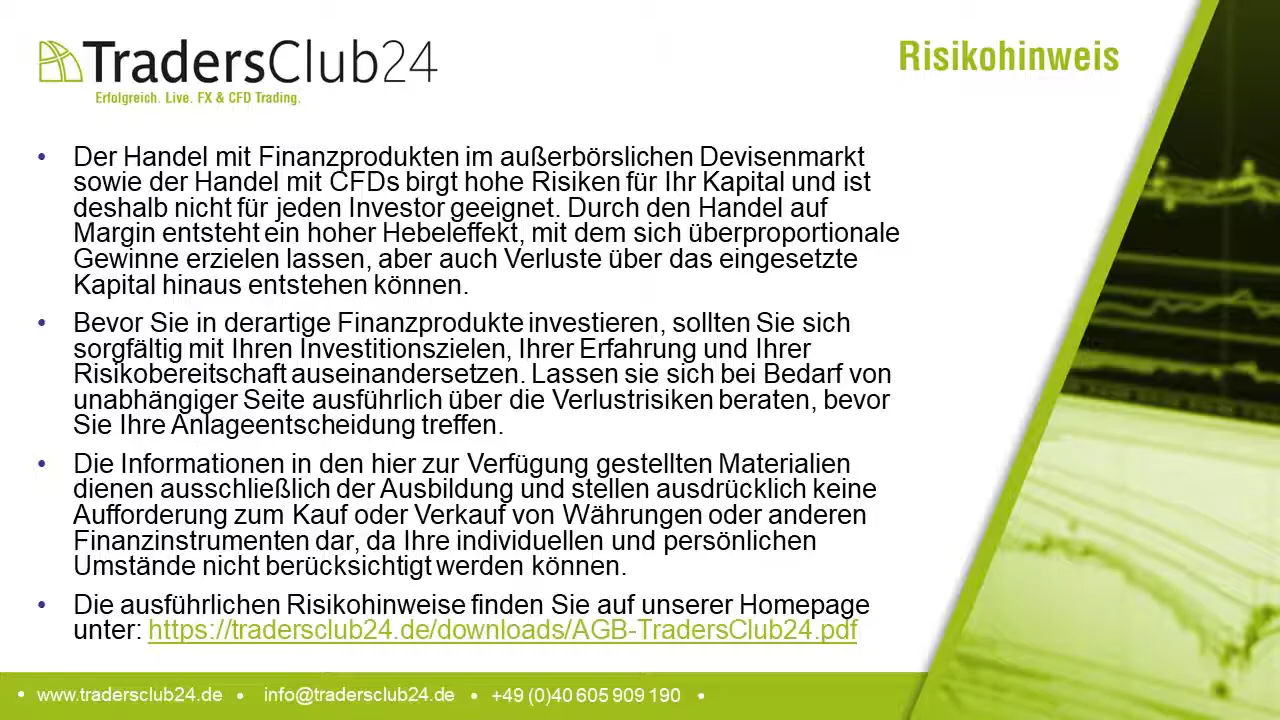 TradersClub24
Erfolgreich. Live. FX & CFD Trading.
Risikohinweis
• Der Handel mit Finanzprodukten im außerbörslichen Devisenmarkt
sowie der Handel mit CFDs birgt hohe Risiken für Ihr Kapital und ist
deshalb nicht für jeden Investor geeignet. Durch den Handel auf
Margin entsteht ein hoher Hebeleffekt, mit dem sich überproportionale
Gewinne erzielen lassen, aber auch Verluste über das eingesetzte
Kapital hinaus entstehen können.
• Bevor Sie in derartige Finanzprodukte investieren, sollten Sie sich
sorgfältig mit Ihren Investitionszielen, Ihrer Erfahrung und Ihrer
Risikobereitschaft auseinandersetzen. Lassen sie sich bei Bedarf von
unabhängiger Seite ausführlich über die Verlustrisiken beraten, bevor
Sie Ihre Anlageentscheidung treffen.
• Die Informationen in den hier zur Verfügung gestellten Materialien
dienen ausschließlich der Ausbildung und stellen ausdrücklich keine
Aufforderung zum Kauf oder Verkauf von Währungen oder anderen
Finanzinstrumenten dar, da Ihre individuellen und persönlichen
Umstände nicht berücksichtigt werden können.
• Die ausführlichen Risikohinweise finden Sie auf unserer Homepage
unter: https://tradersclub24.de/downloads/AGB-TradersClub24.pdf
• www.tradersclub24.de • info@tradersclub24.de • +49 (0)40 605 909 190 •